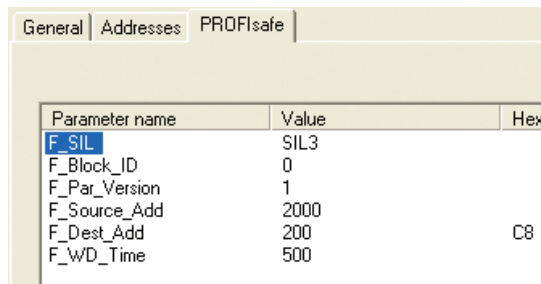 General Addresses PROFIsafe
Parameter name Value Hex
F_SIL SIL3
F_Block_ID 0
F_Par_Version 1
F_Source_Add 2000
F_Dest_Add 200 C8
F_WD_Time 500